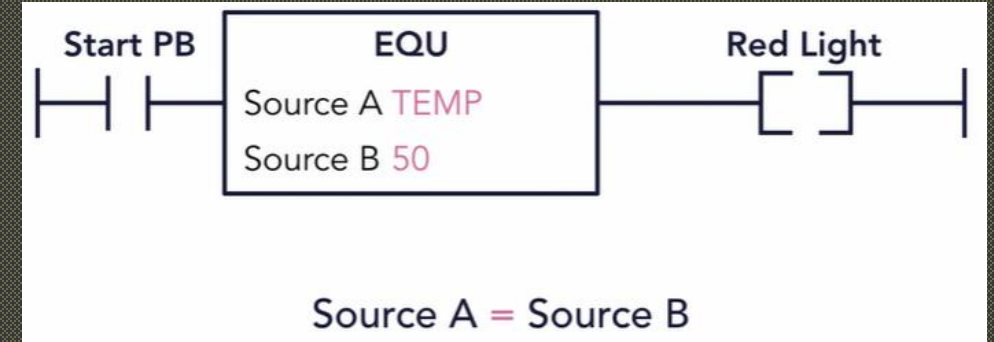 Start PB
EQU
Red Light
Source A TEMP
Source B 50
Source A = Source B